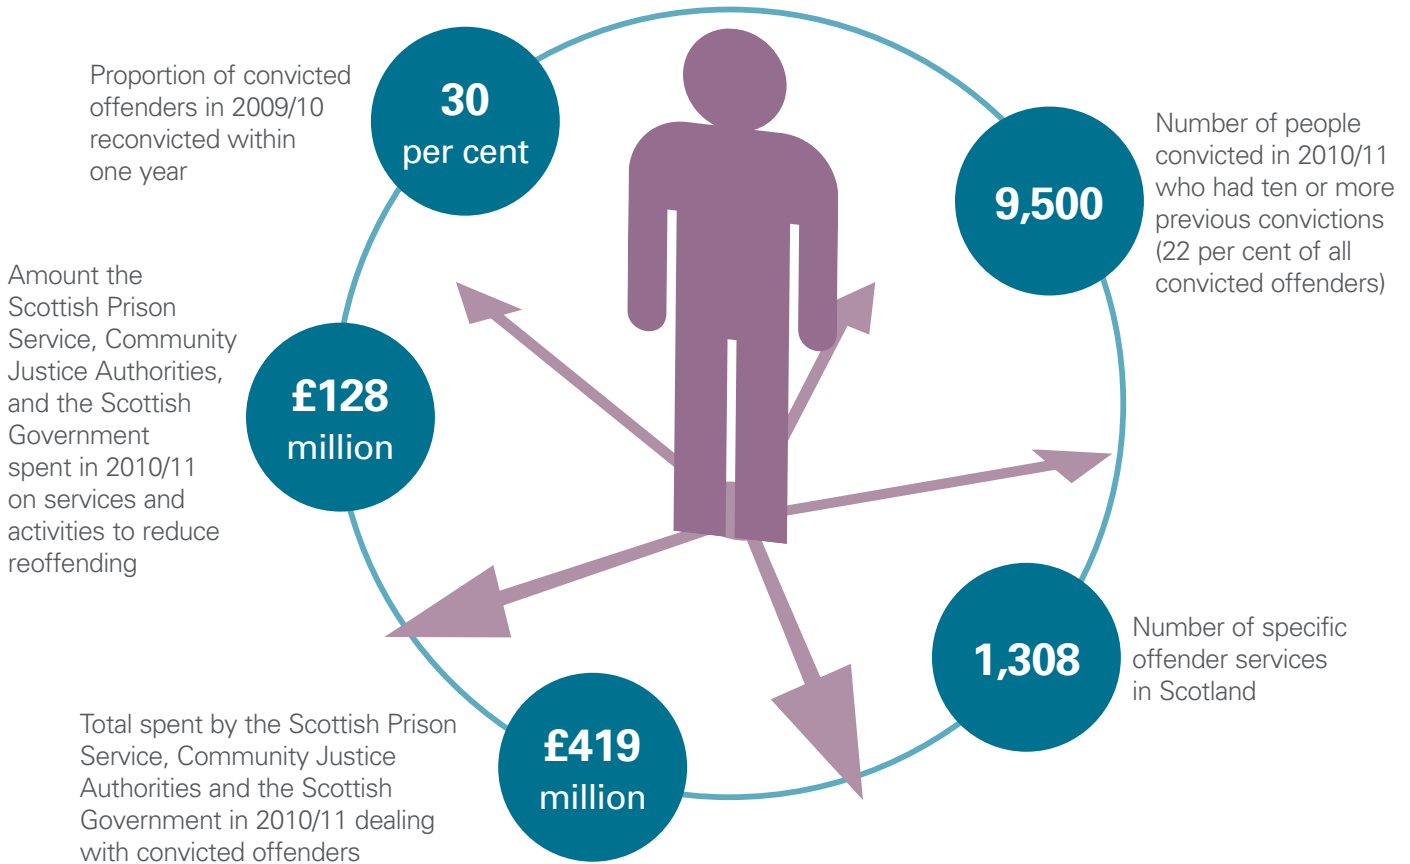 Proportion of convicted
offenders in 2009/10
reconvicted within
one year
30
per cent
9,500
Number of people
convicted in 2010/11
who had ten or more
previous convictions
(22 per cent of all
convicted offenders)
Amount the
Scottish Prison
Service, Community
Justice Authorities,
and the Scottish
Government
spent in 2010/11
on services and
activities to reduce
reoffending
£128
million
1,308
Number of specific
offender services
in Scotland
Total spent by the Scottish Prison
Service, Community Justice
Authorities and the Scottish
Government in 2010/11 dealing
with convicted offenders
£419
million